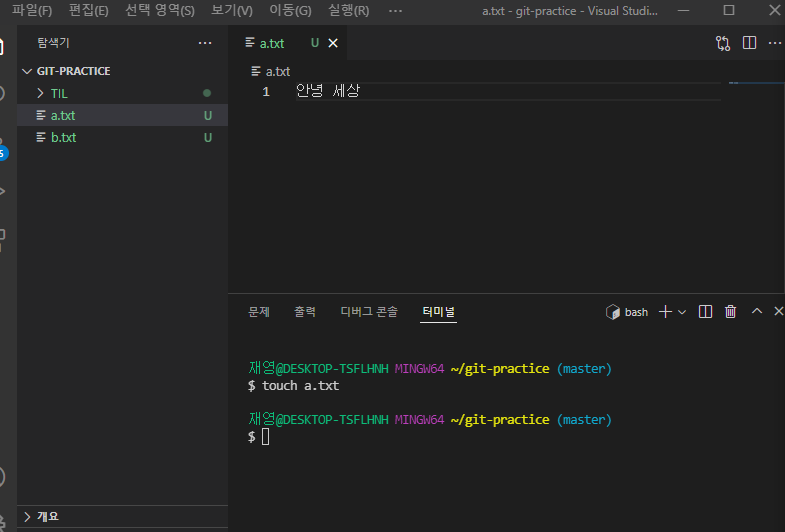 파일(F) 편집(E) 선택 영역(S) 보기(V) 이동(G) 실행(R) ··· a.txt - git-practice - Visual Studi...
탐색기 ···
a.txt U
GIT-PRACTICE
a.txt
TIL
1 안녕 세상
a.txt U
b.txt U
문제 출력 디버그 콘솔 터미널 bash
재영@DESKTOP-TSFLHNH MINGW64 ~/git-practice (master)
$ touch a.txt
재영@DESKTOP-TSFLHNH MINGW64 ~/git-practice (master)
$
개요